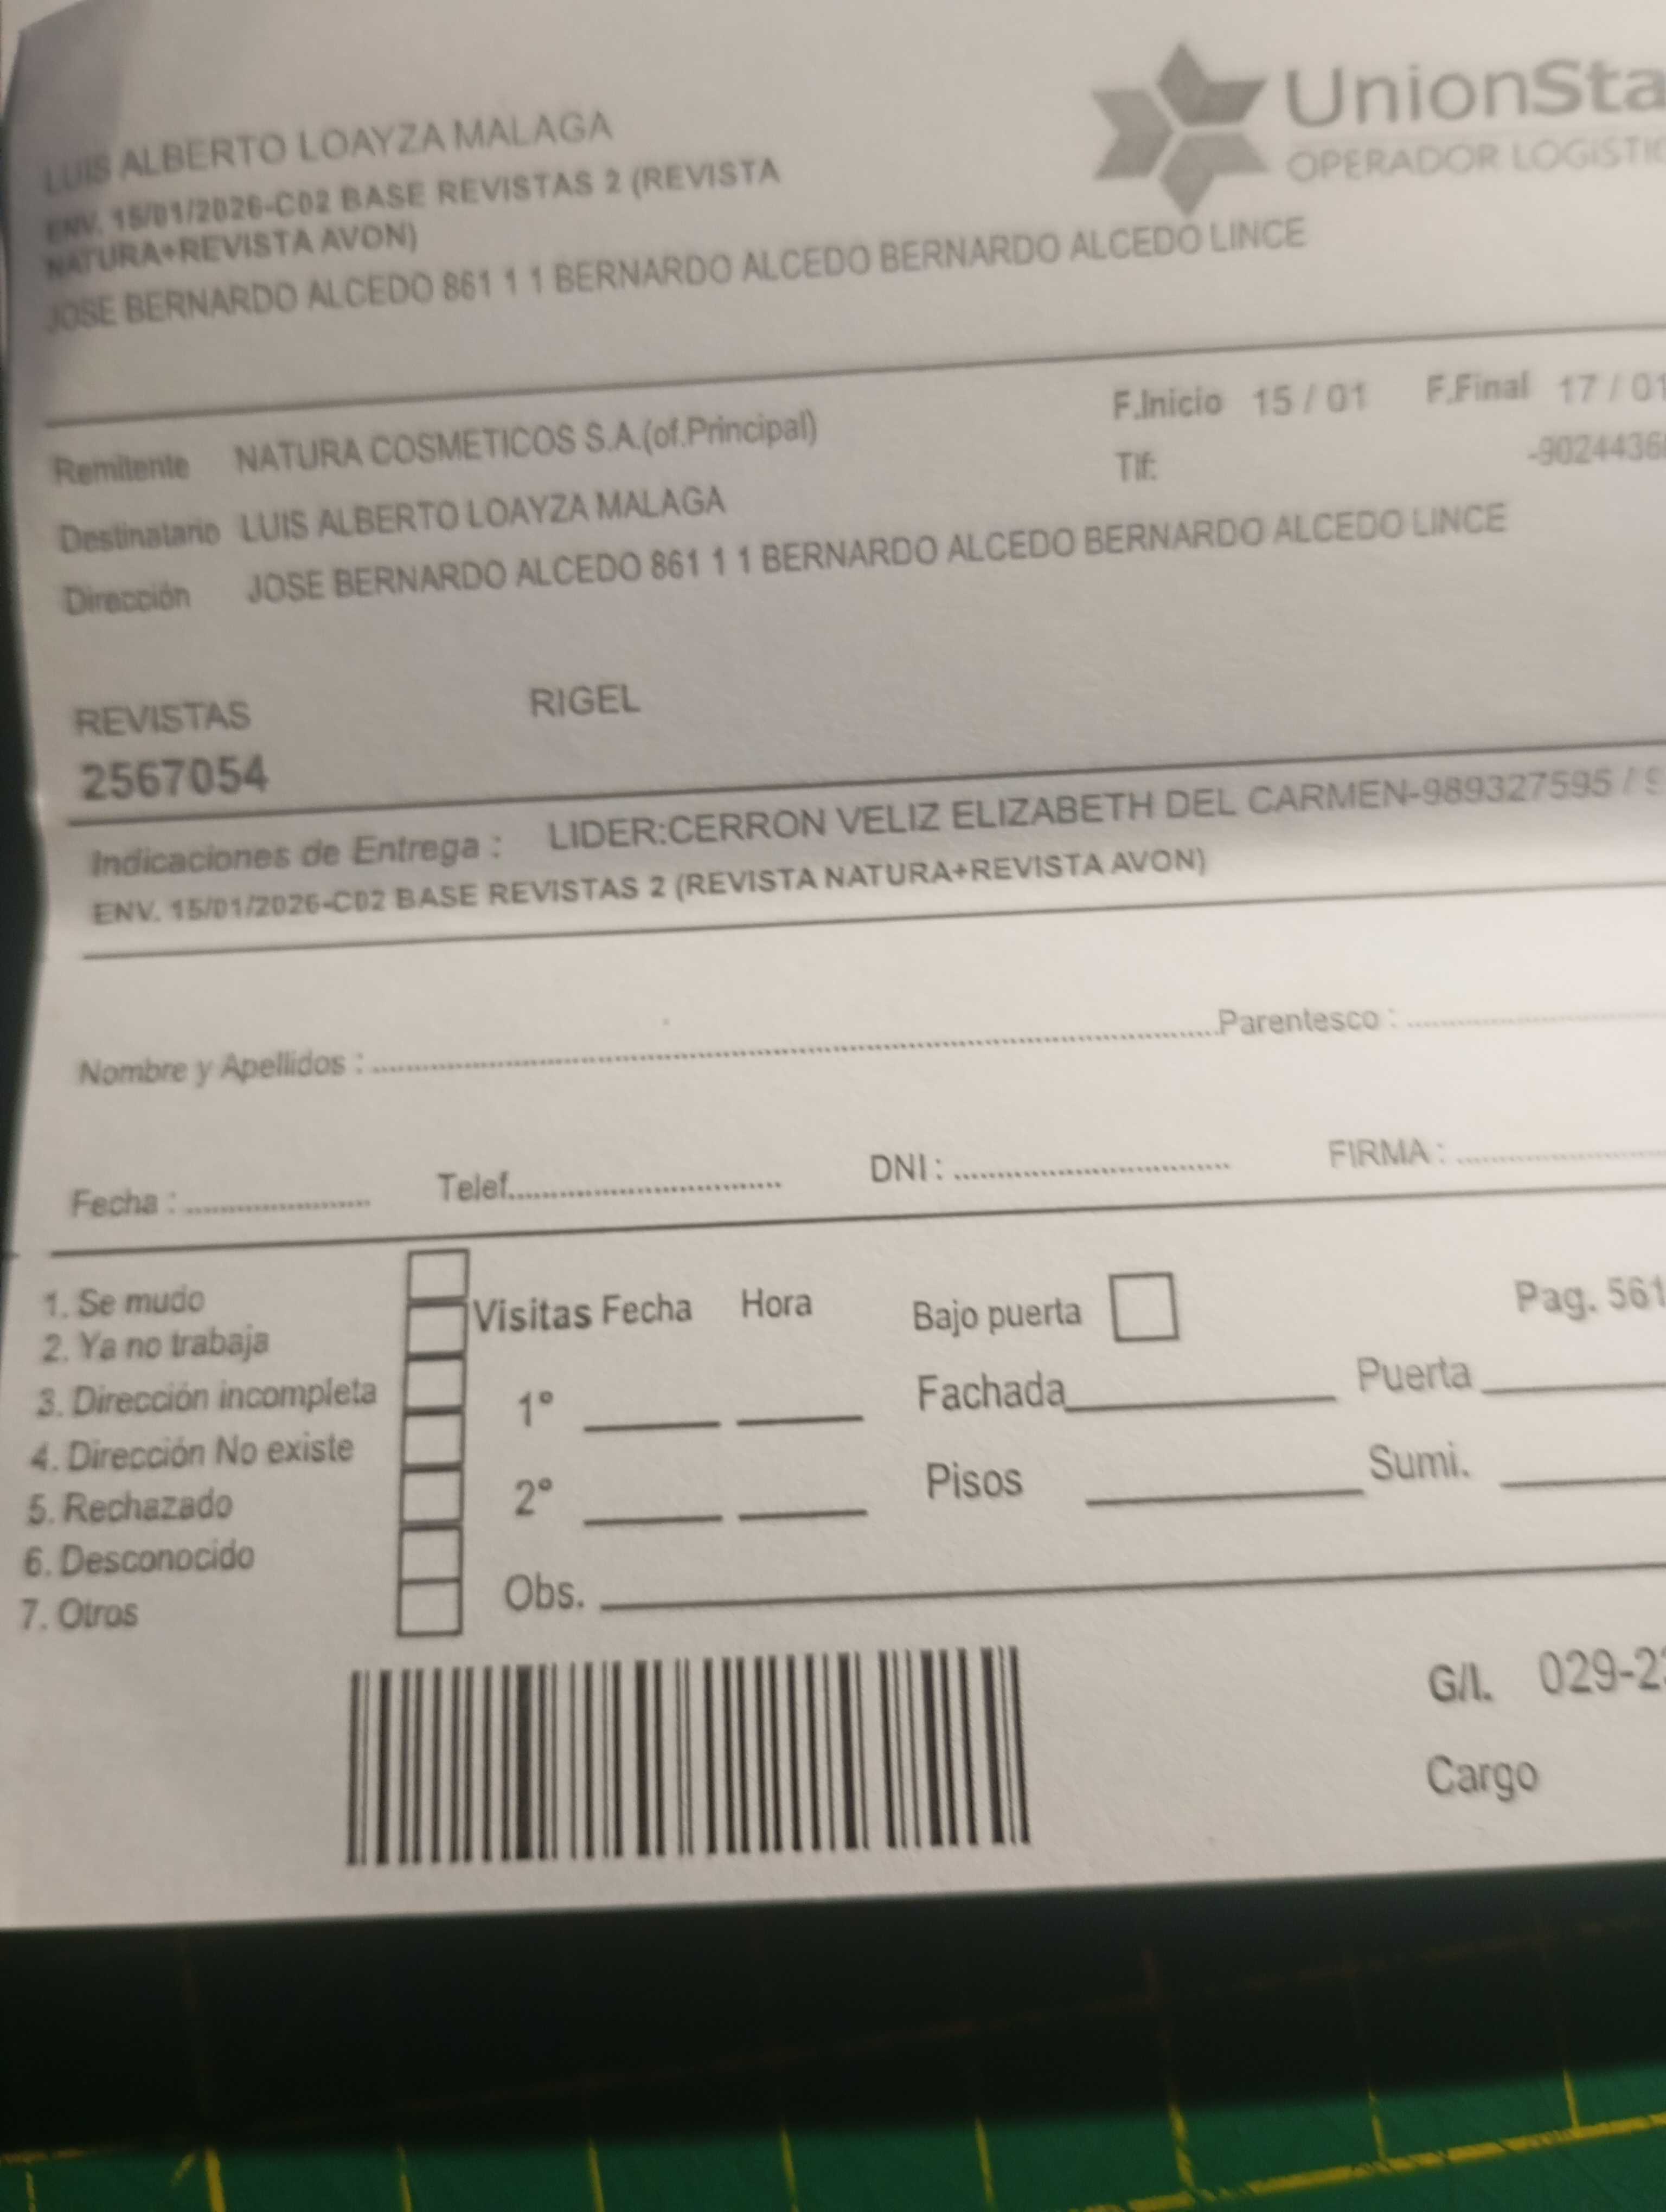 UnionSta
OPERADOR LOGISTIC
LUIS ALBERTO LOAYZA MALAGA
ENV. 15/01/2026-C02 BASE REVISTAS 2 (REVISTA
NATURA+REVISTA AVON)
JOSE BERNARDO ALCEDO 861 1 1 BERNARDO ALCEDO BERNARDO ALCEDO LINCE
Remitente NATURA COSMETICOS S.A.(of.Principal) F.Inicio 15 / 01 F.Final 17 / 01
Destinatario LUIS ALBERTO LOAYZA MALAGA Tlf: -9024436
Dirección JOSE BERNARDO ALCEDO 861 1 1 BERNARDO ALCEDO BERNARDO ALCEDO LINCE
REVISTAS RIGEL
2567054
Indicaciones de Entrega : LIDER:CERRON VELIZ ELIZABETH DEL CARMEN-989327595 / 9
ENV. 15/01/2026-C02 BASE REVISTAS 2 (REVISTA NATURA+REVISTA AVON)
Nombre y Apellidos : Parentesco :
Fecha : Telef. DNI : FIRMA :
1. Se mudo
2. Ya no trabaja
3. Dirección incompleta
4. Dirección No existe
5. Rechazado
6. Desconocido
7. Otros
Visitas Fecha Hora
1°
2°
Obs.
Bajo puerta Pag. 561
Fachada Puerta
Pisos Sumi.
G/I. 029-2
Cargo